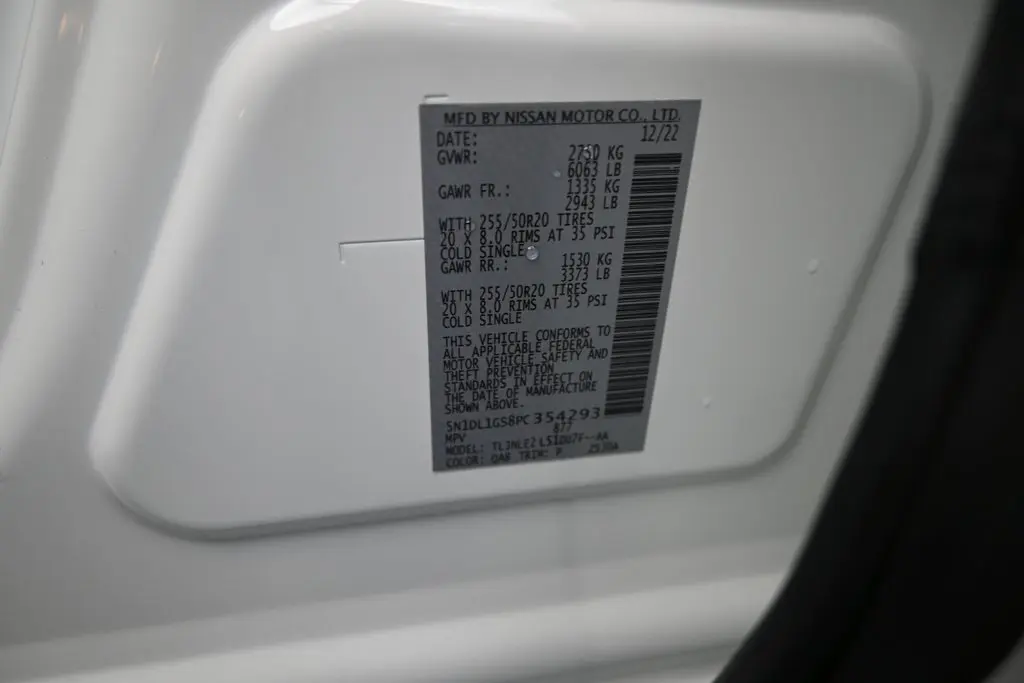 MFD BY NISSAN MOTOR CO., LTD.
DATE: 12/22
GVWR: 2750 KG
6063 LB
GAWR FR.: 1335 KG
2943 LB
WITH 255/50R20 TIRES
20 X 8.0 RIMS AT 35 PSI
COLD SINGLE
GAWR RR.: 1530 KG
3373 LB
WITH 255/50R20 TIRES
20 X 8.0 RIMS AT 35 PSI
COLD SINGLE
THIS VEHICLE CONFORMS TO
ALL APPLICABLE FEDERAL
MOTOR VEHICLE SAFETY AND
THEFT PREVENTION
STANDARDS IN EFFECT ON
THE DATE OF MANUFACTURE
SHOWN ABOVE.
5N1DL1GS8PC354293
MPV 877
MODEL:
COLOR: QAB TRIM: P